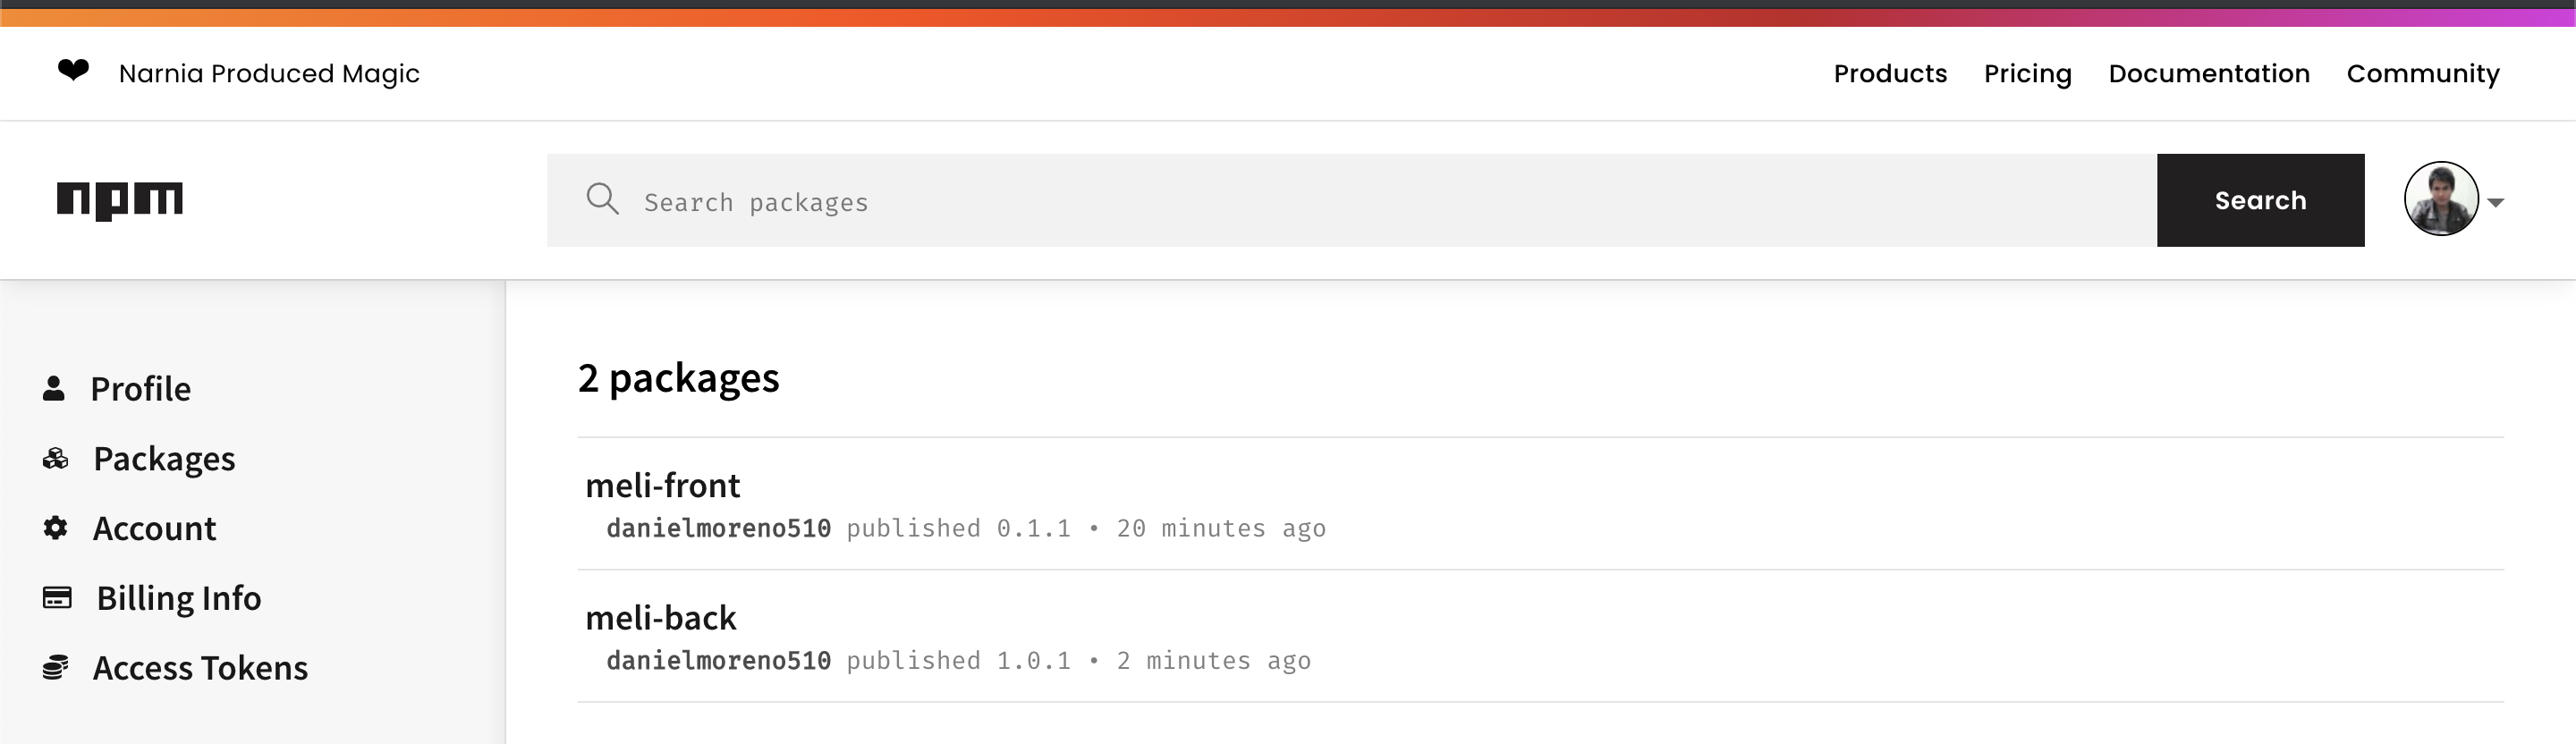 ❤ Narnia Produced Magic
Products Pricing Documentation Community
npm
Search packages
Search
Profile
Packages
Account
Billing Info
Access Tokens
2 packages
meli-front
danielmoreno510 published 0.1.1 • 20 minutes ago
meli-back
danielmoreno510 published 1.0.1 • 2 minutes ago